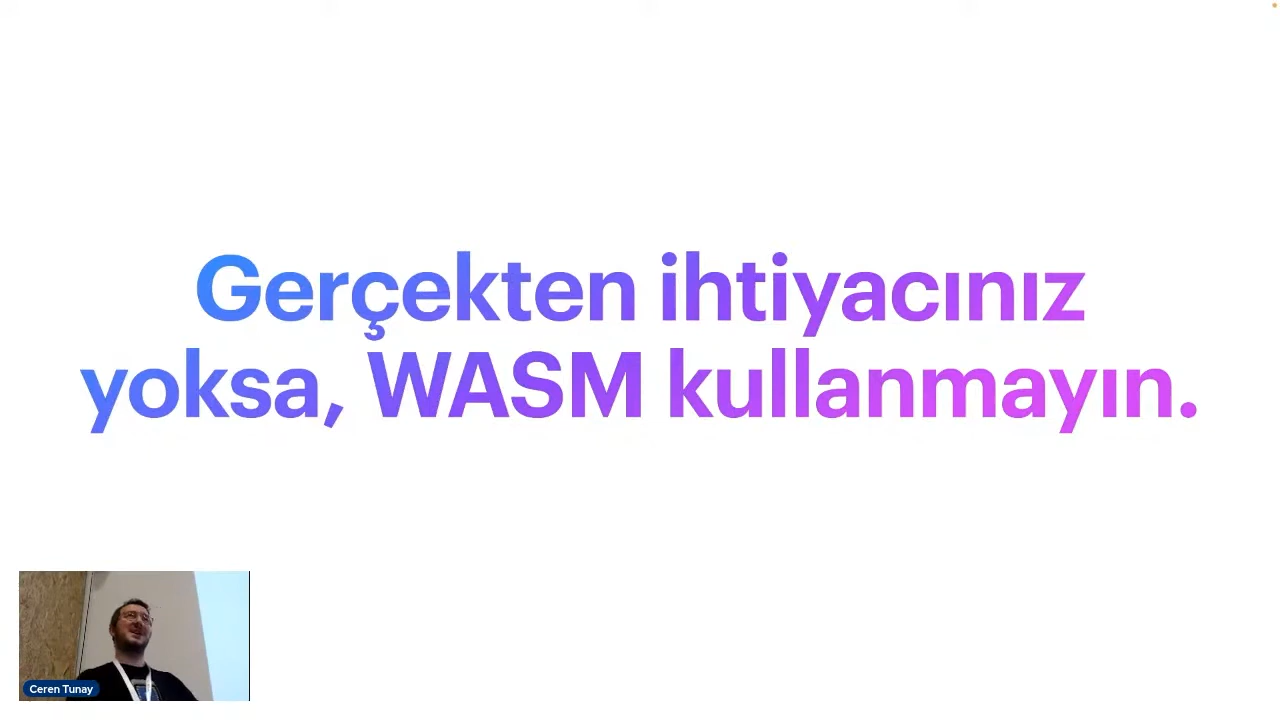 Gerçekten ihtiyacınız
yoksa, WASM kullanmayın.
Ceren Tunay